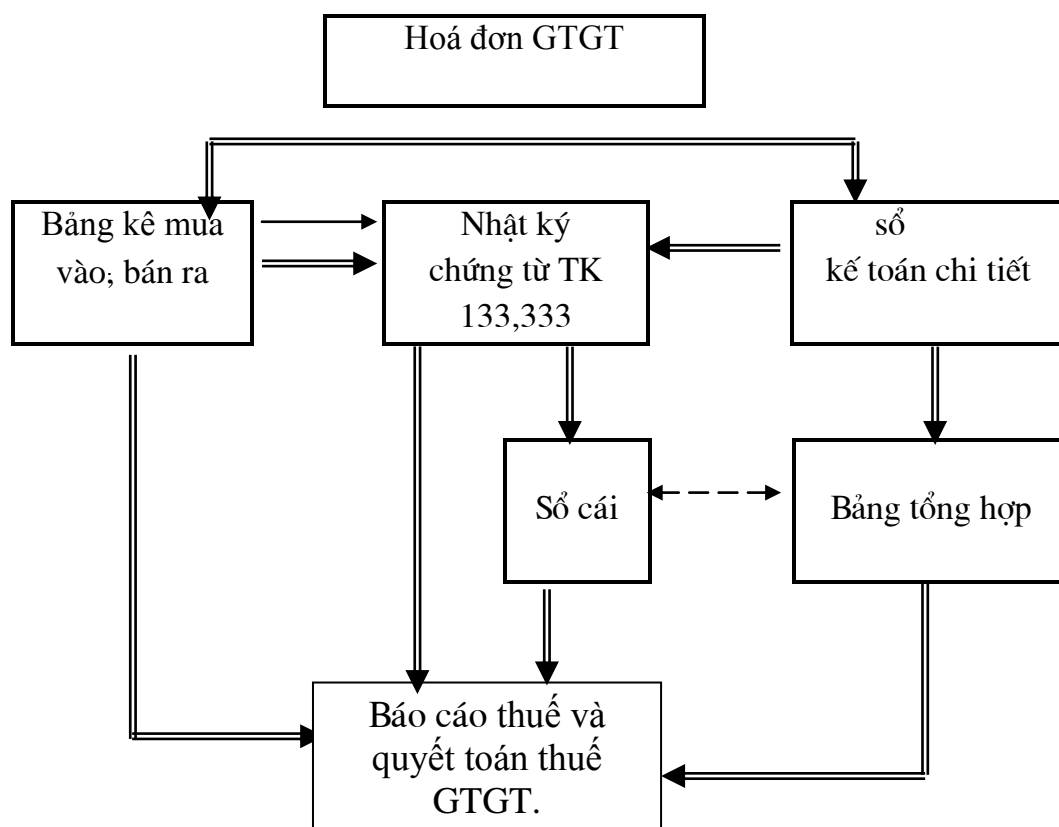 Hoá đơn GTGT
Bảng kê mua
vào; bán ra
Nhật ký
chứng từ TK
133,333
sổ
kế toán chi tiết
Sổ cái
Bảng tổng hợp
Báo cáo thuế và
quyết toán thuế
GTGT.